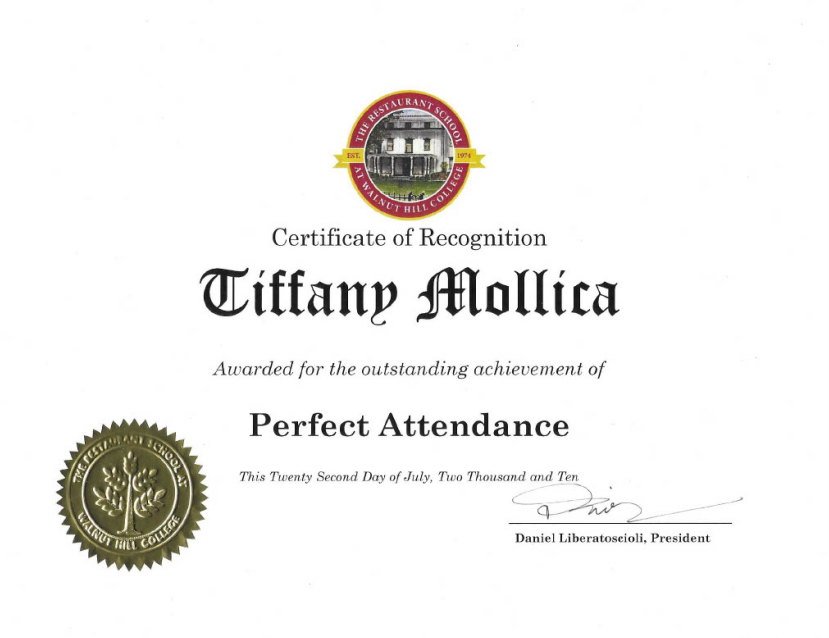 THE RESTAURANT SCHOOL
EST. 1974
AT WALNUT HILL COLLEGE
Certificate of Recognition
Tiffany Mollica
Awarded for the outstanding achievement of
Perfect Attendance
This Twenty Second Day of July, Two Thousand and Ten
Daniel Liberatoscioli, President
THE RESTAURANT SCHOOL AT
WALNUT HILL COLLEGE